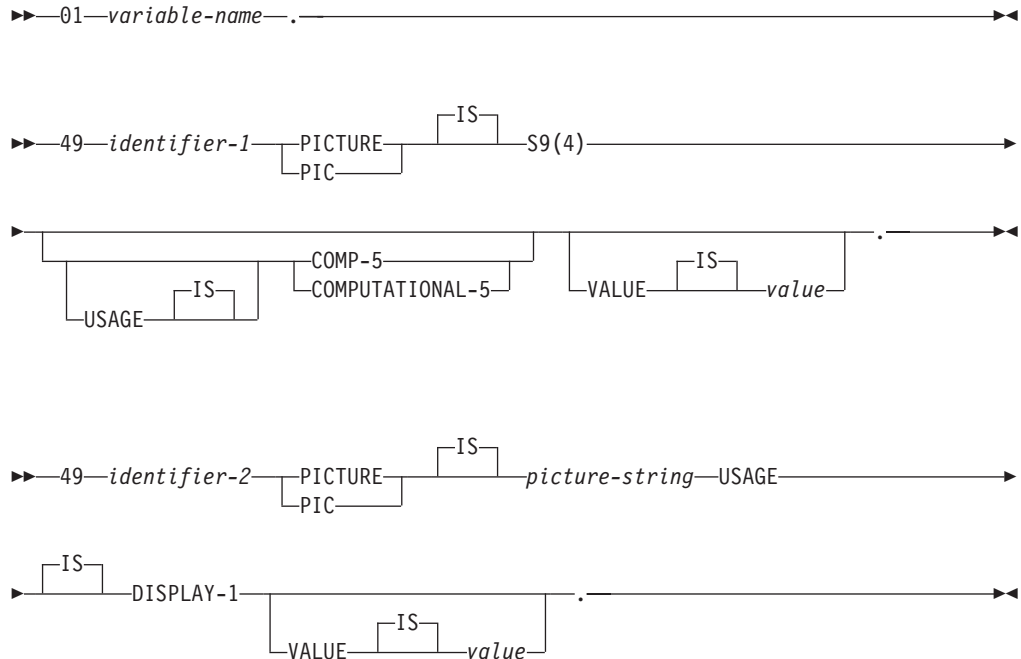 01 variable-name .
IS
49 identifier-1 PICTURE S9(4)
PIC
COMP-5 .
IS
IS COMPUTATIONAL-5 VALUE value
USAGE
IS
49 identifier-2 PICTURE picture-string USAGE
PIC
IS
DISPLAY-1 .
IS
VALUE value